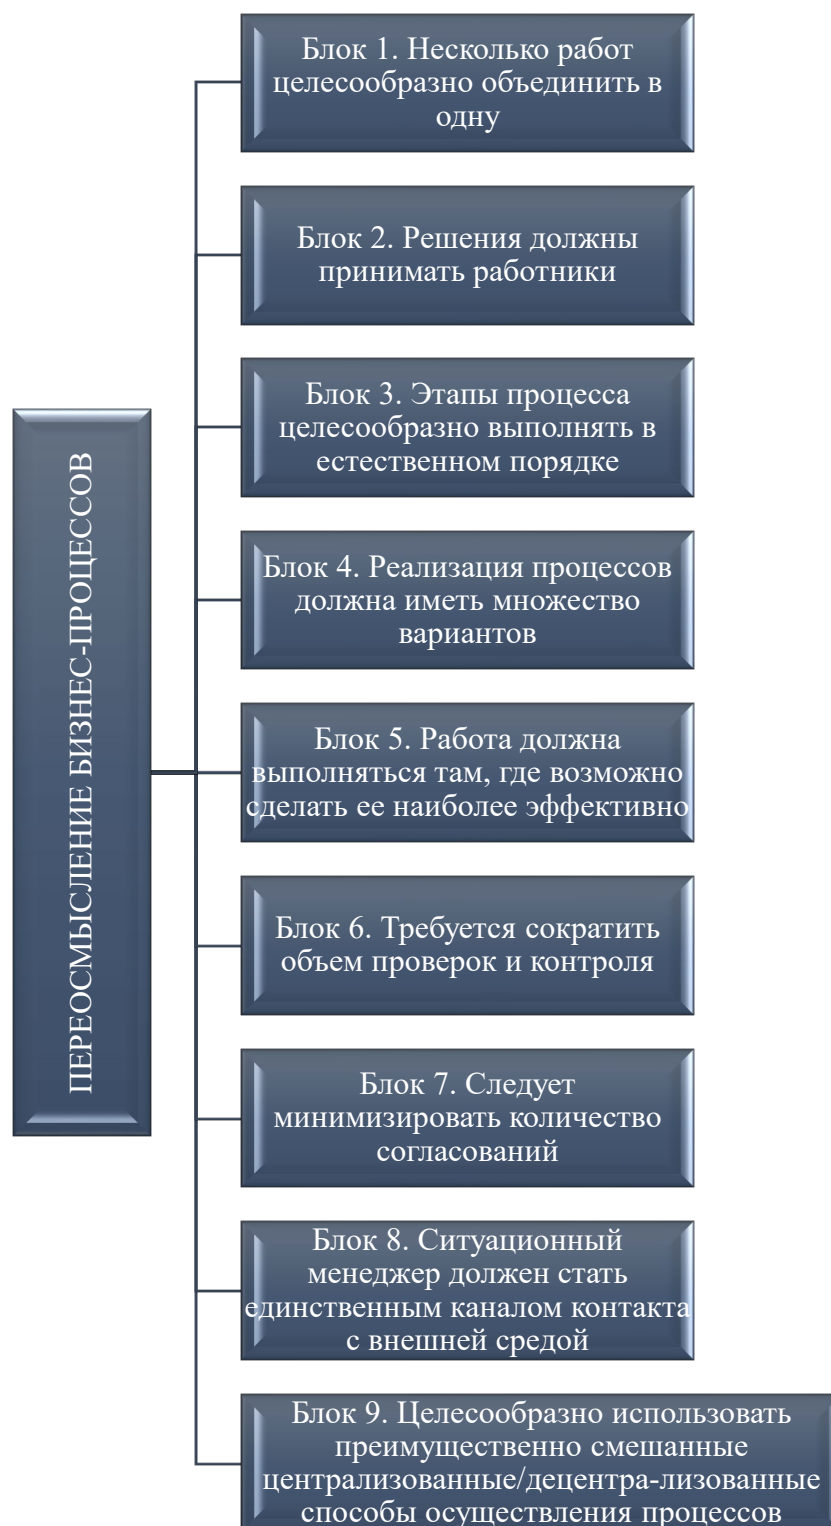 ПЕРЕОСМЫСЛЕНИЕ БИЗНЕС-ПРОЦЕССОВ
Блок 1. Несколько работ
целесообразно объединить в
одну
Блок 2. Решения должны
принимать работники
Блок 3. Этапы процесса
целесообразно выполнять в
естественном порядке
Блок 4. Реализация процессов
должна иметь множество
вариантов
Блок 5. Работа должна
выполняться там, где возможно
сделать ее наиболее эффективно
Блок 6. Требуется сократить
объем проверок и контроля
Блок 7. Следует
минимизировать количество
согласований
Блок 8. Ситуационный
менеджер должен стать
единственным каналом контакта
с внешней средой
Блок 9. Целесообразно использовать
преимущественно смешанные
централизованные/децентра-лизованные
способы осуществления процессов